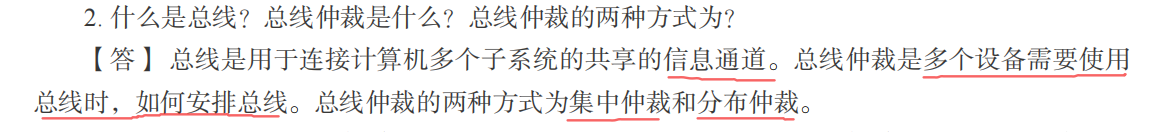 2. 什么是总线？总线仲裁是什么？总线仲裁的两种方式为？
【答】总线是用于连接计算机多个子系统的共享的信息通道。总线仲裁是多个设备需要使用
总线时，如何安排总线。总线仲裁的两种方式为集中仲裁和分布仲裁。